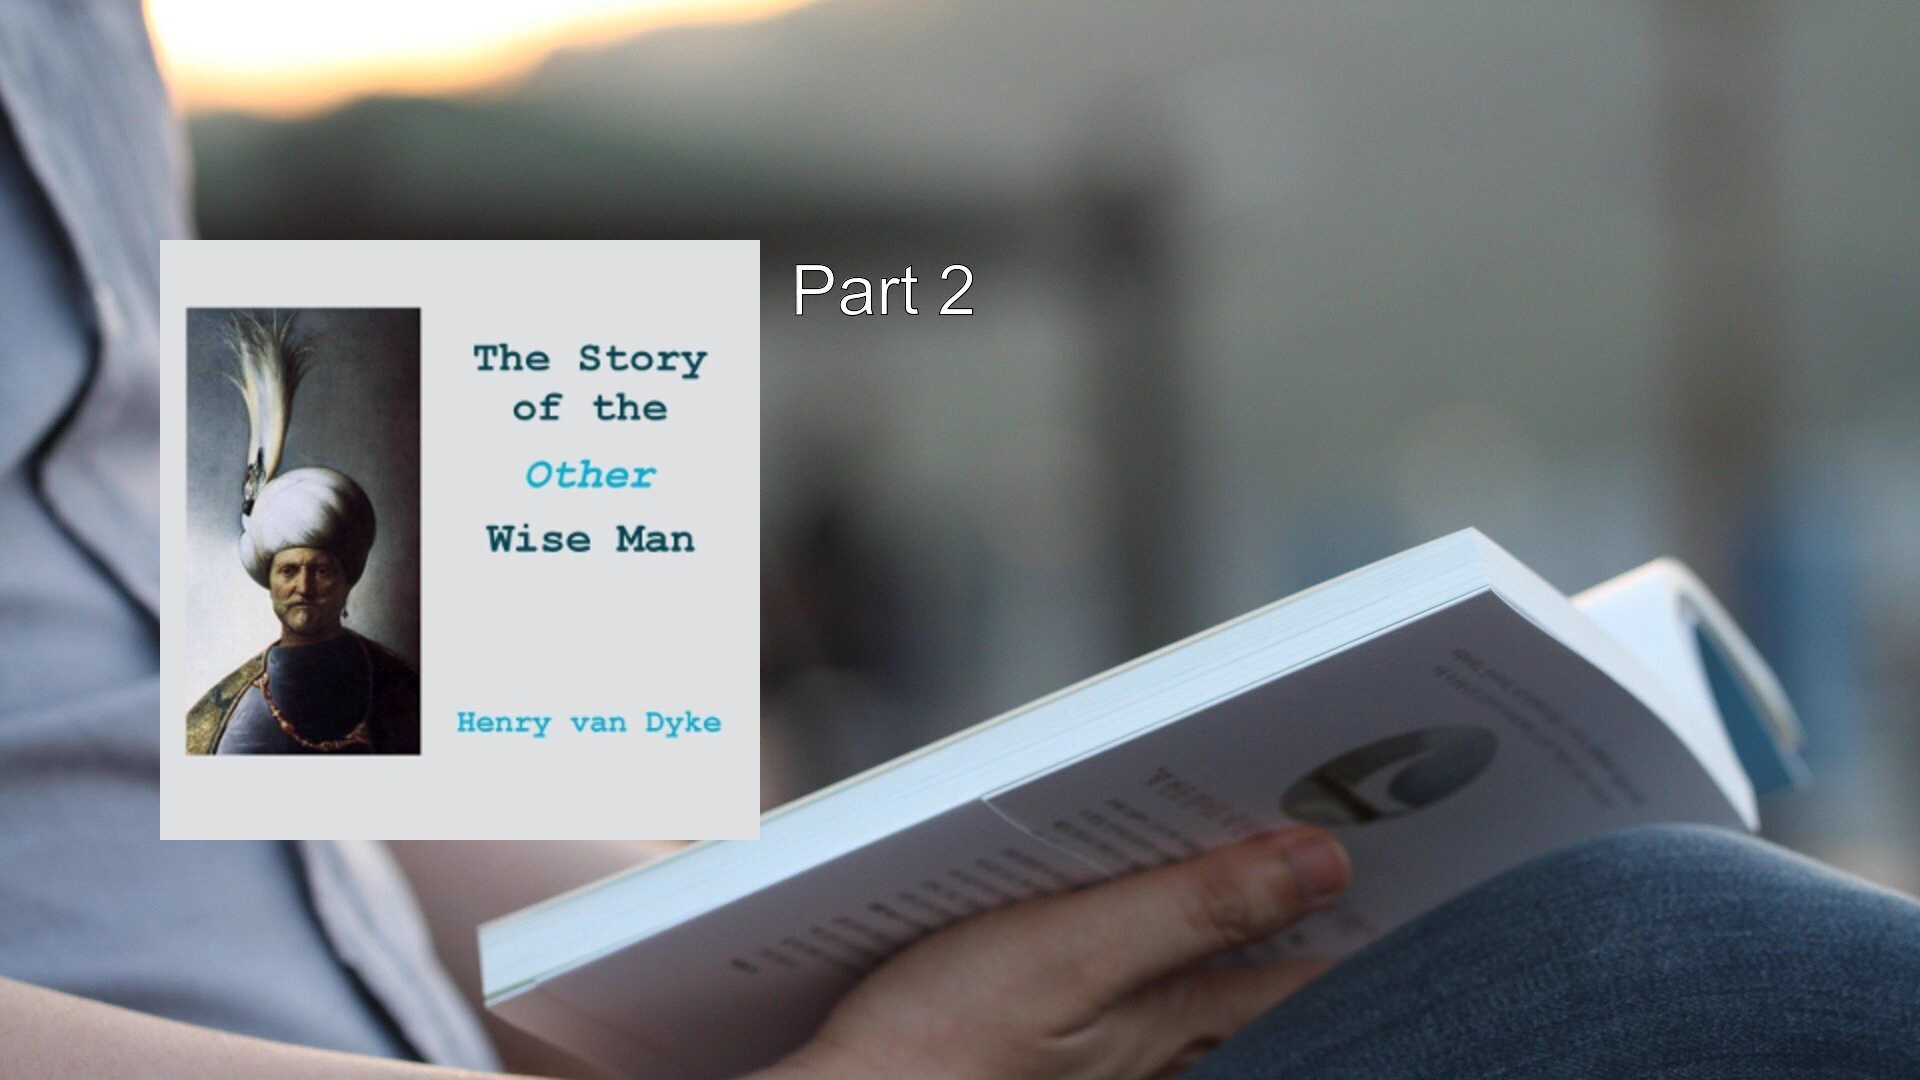 Part 2
The Story
of the
Other
Wise Man
Henry van Dyke